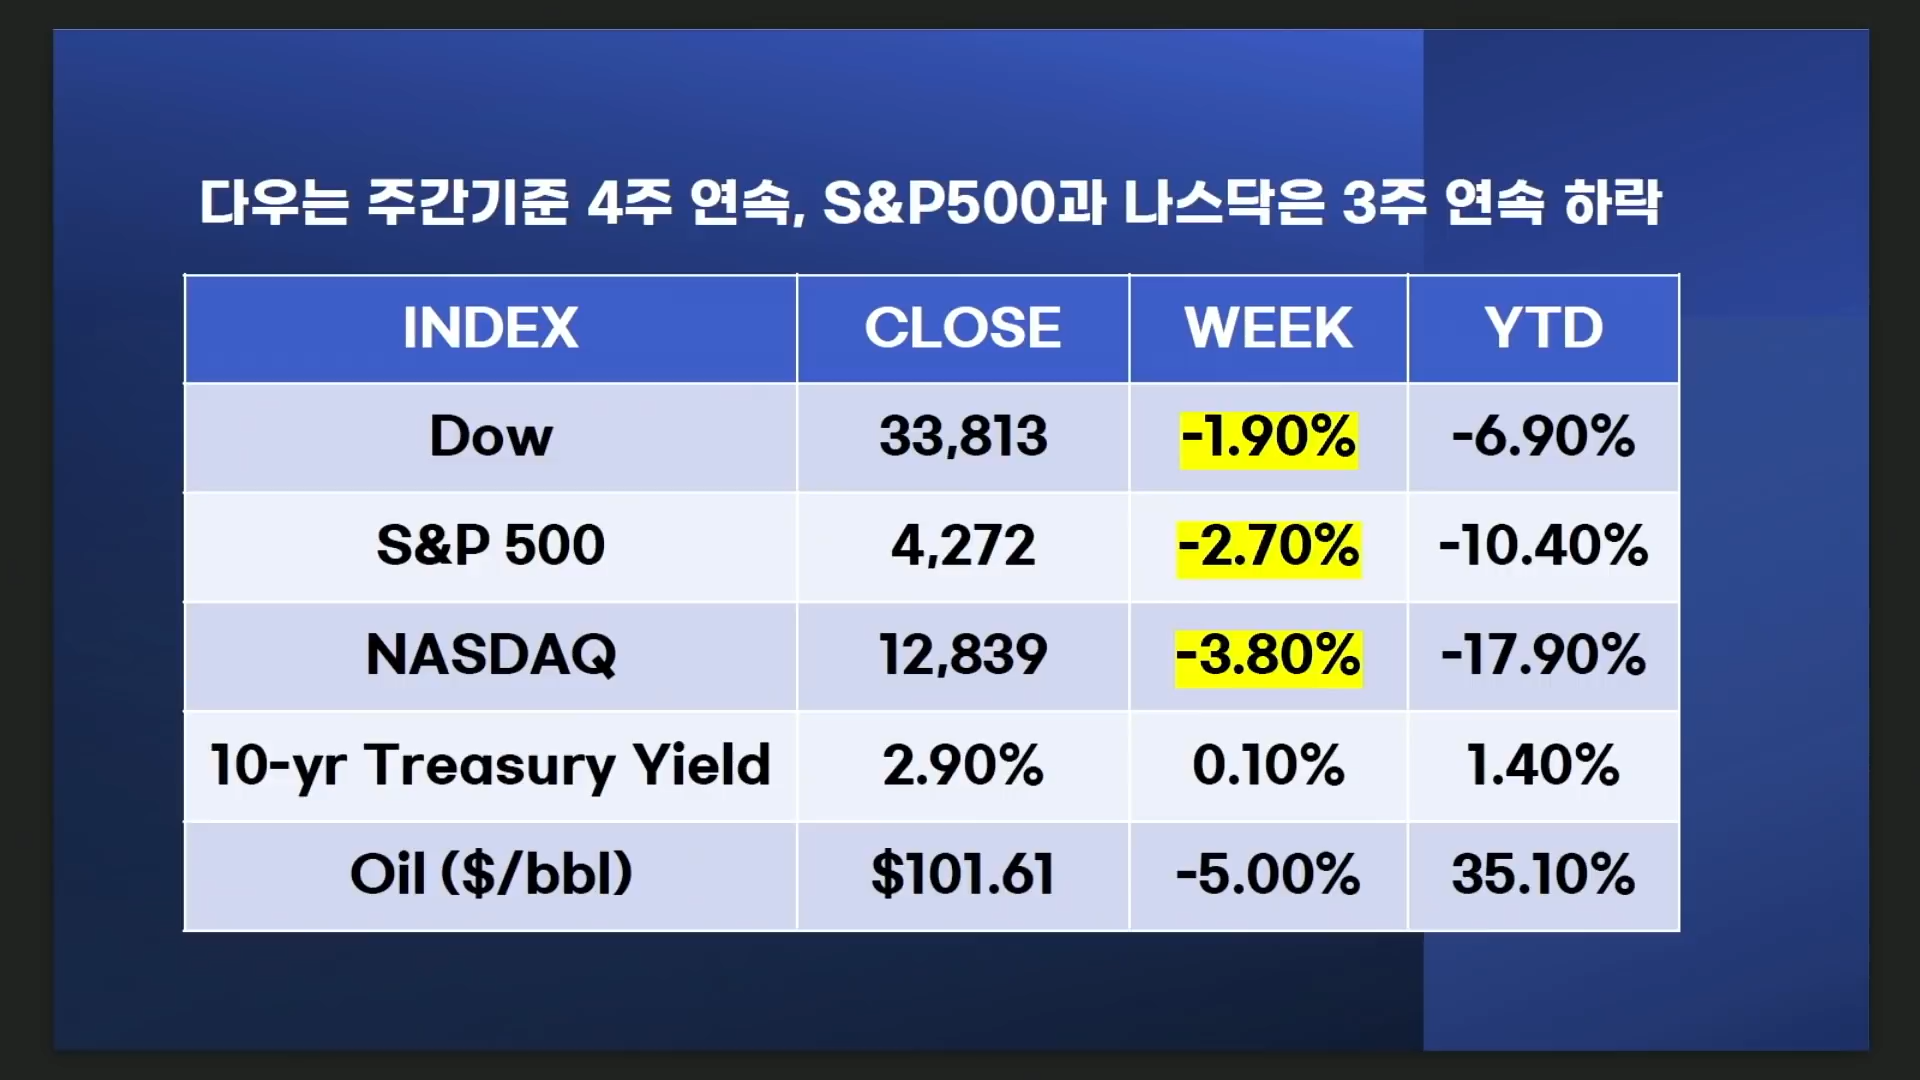 다우는 주간기준 4주 연속, S&P500과 나스닥은 3주 연속 하락
INDEX CLOSE WEEK YTD
Dow 33,813 -1.90% -6.90%
S&P 500 4,272 -2.70% -10.40%
NASDAQ 12,839 -3.80% -17.90%
10-yr Treasury Yield 2.90% 0.10% 1.40%
Oil ($/bbl) $101.61 -5.00% 35.10%